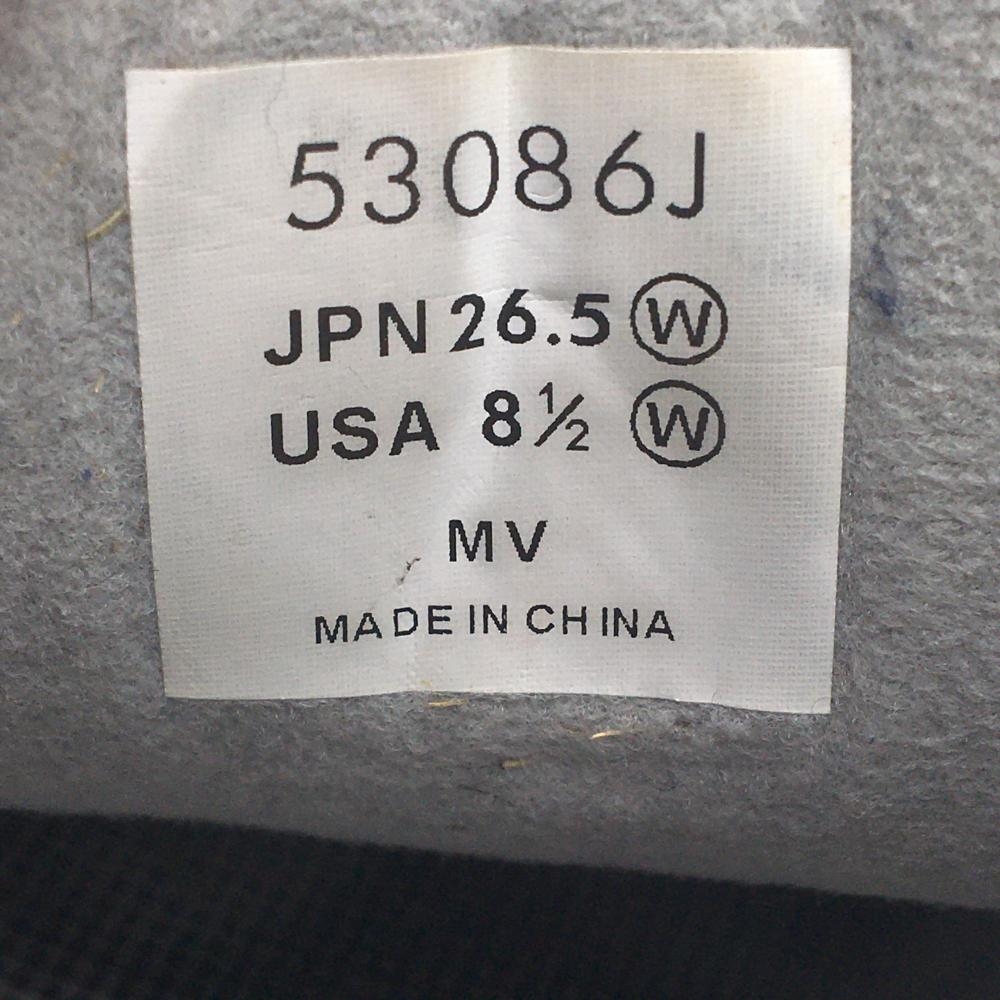 53086J
JPN 26.5 Ⓦ
USA 8½ Ⓦ
MV
MADE IN CHINA